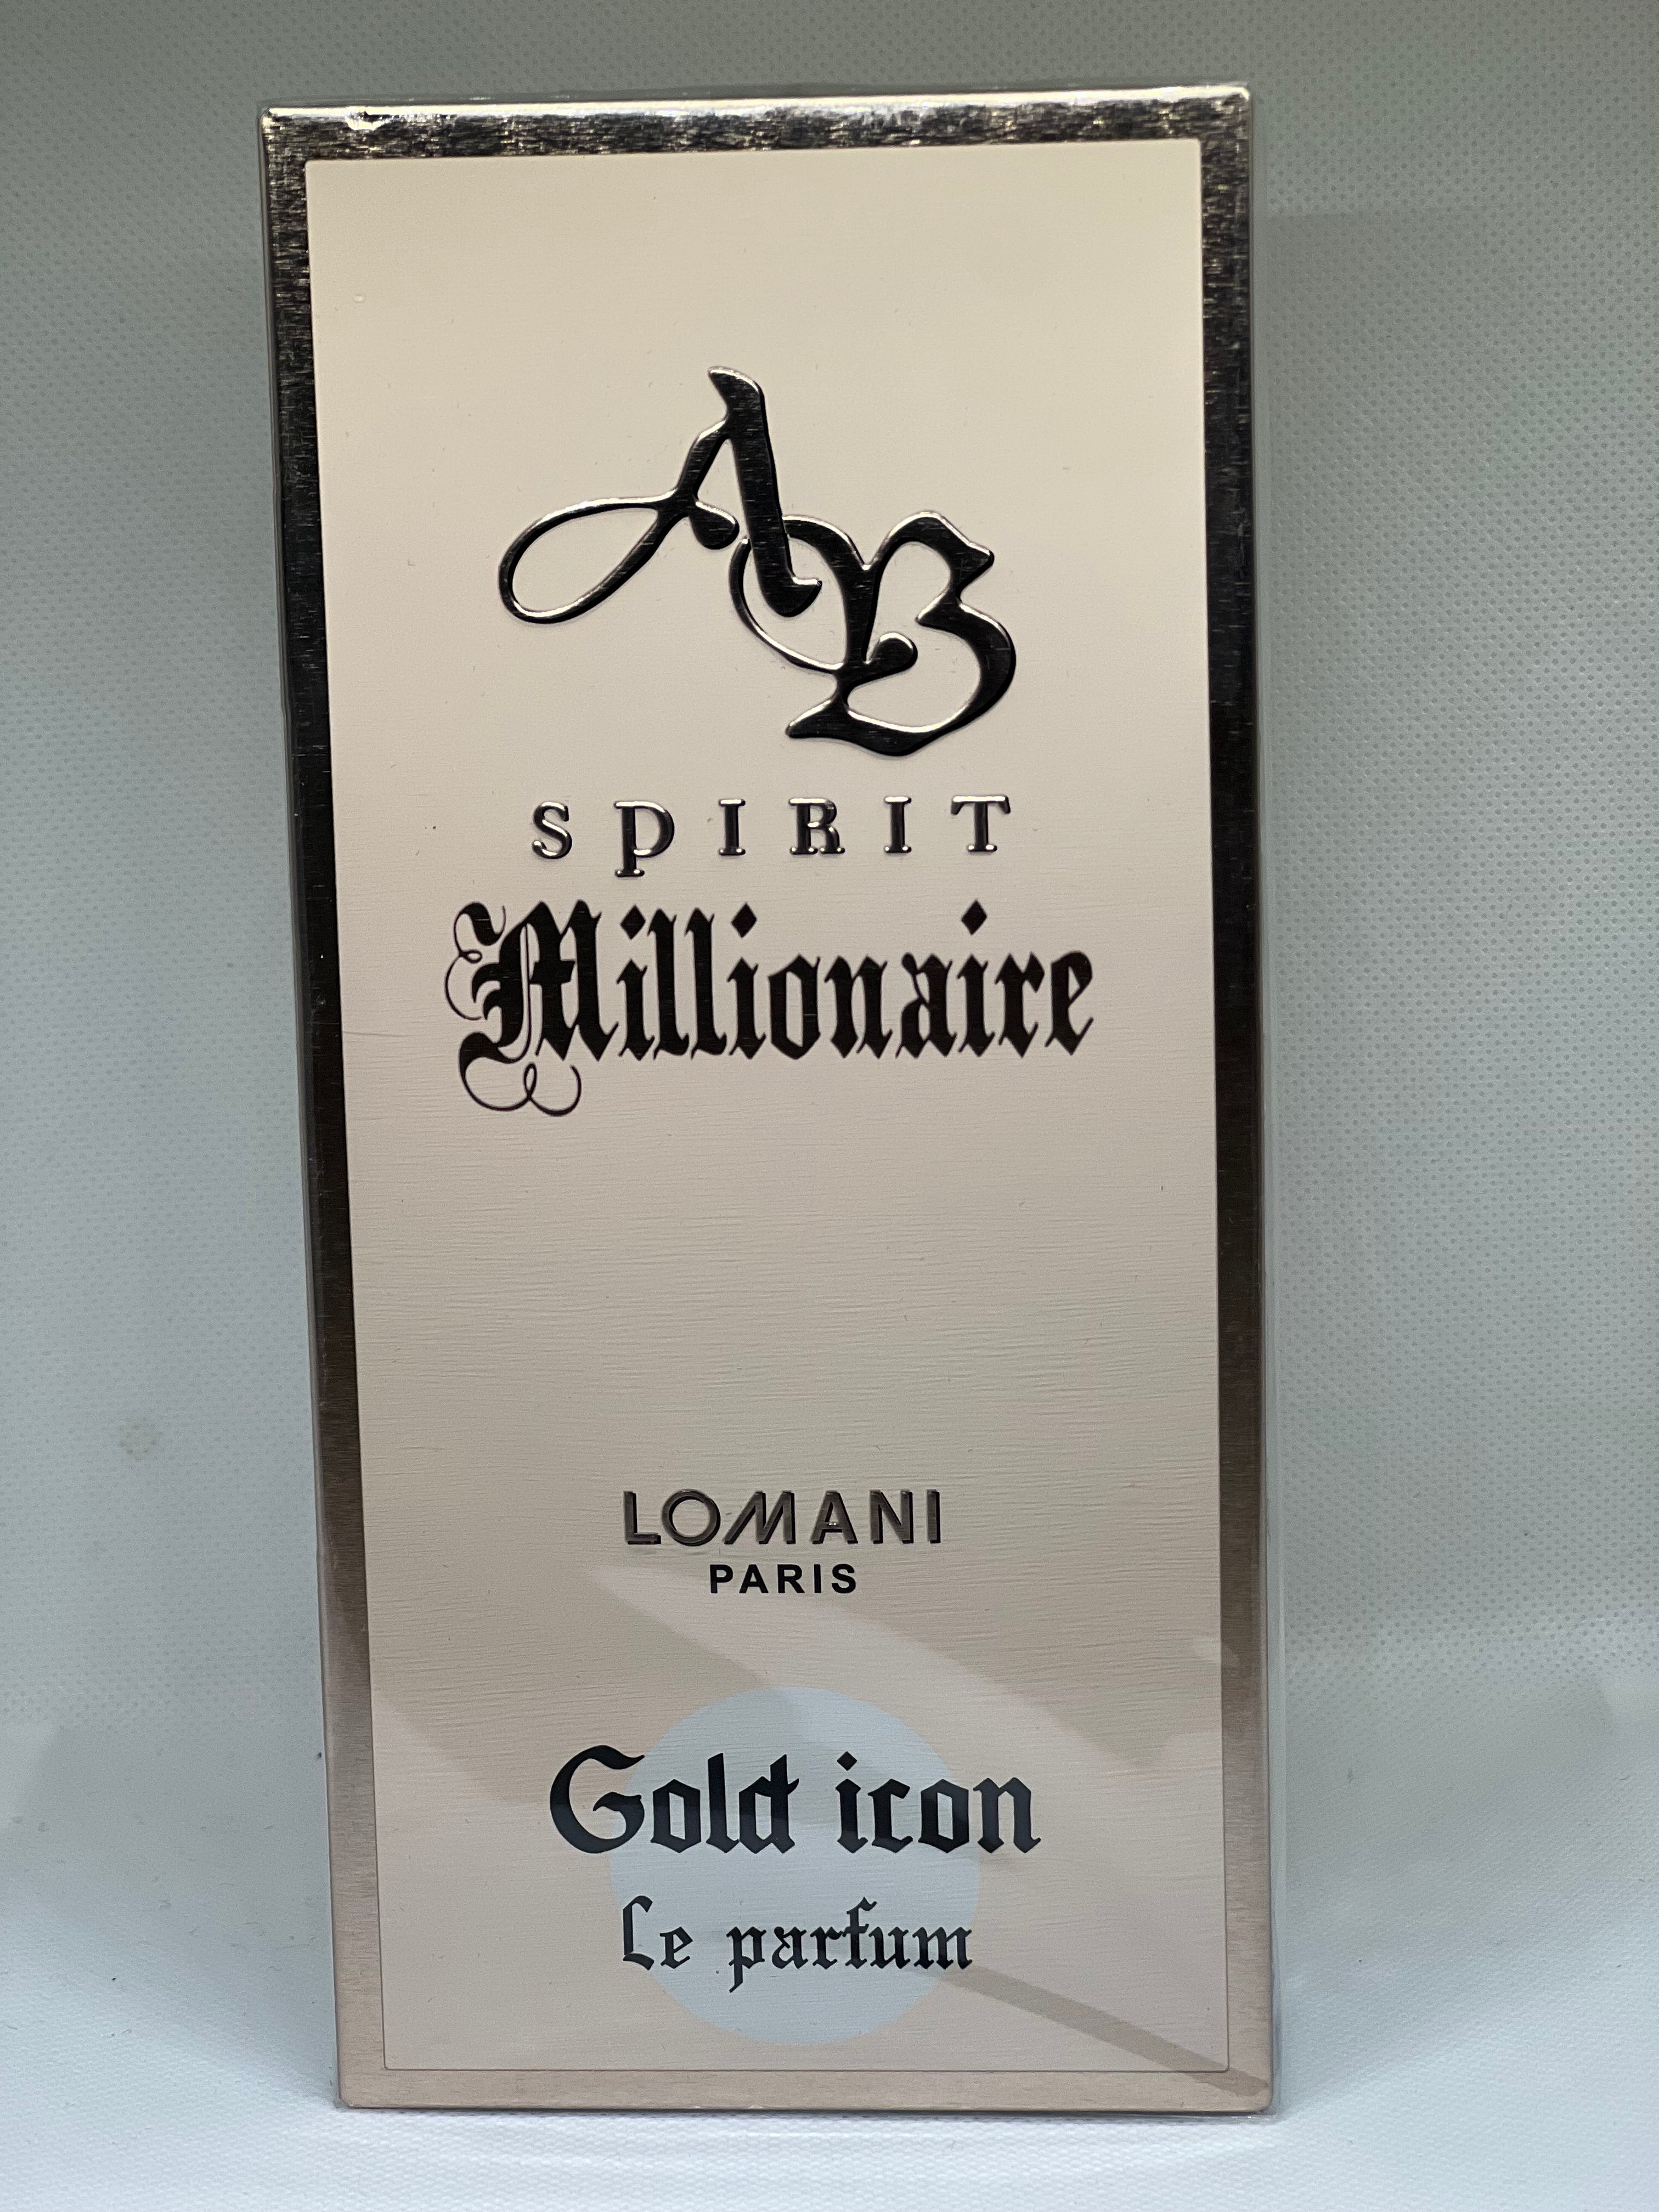 AB
SPIRIT
Millionaire
LOMANI
PARIS
Gold icon
Le parfum